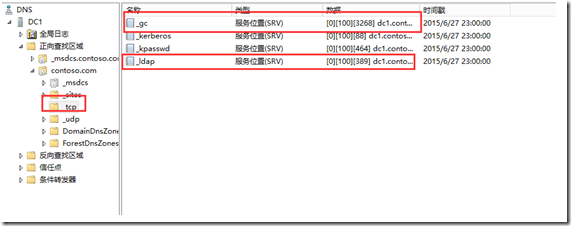 DNS
DC1
全局日志
正向查找区域
_msdcs.contoso.com
contoso.com
_msdcs
_sites
_tcp
_udp
DomainDnsZones
ForestDnsZones
反向查找区域
信任点
条件转发器
名称 类型 数据 时间戳
_gc 服务位置(SRV) [0][100][3268] dc1.cont... 2015/6/27 23:00:00
_kerberos 服务位置(SRV) [0][100][88] dc1.contos... 2015/6/27 23:00:00
_kpasswd 服务位置(SRV) [0][100][464] dc1.conto... 2015/6/27 23:00:00
_ldap 服务位置(SRV) [0][100][389] dc1.conto... 2015/6/27 23:00:00